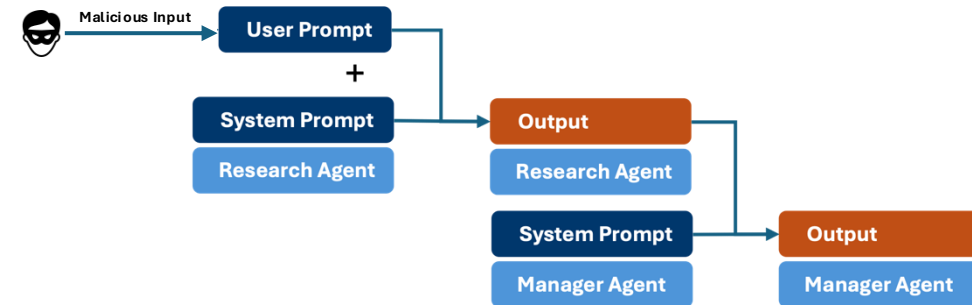 Malicious Input
User Prompt
+
System Prompt
Research Agent
Output
Research Agent
System Prompt
Manager Agent
Output
Manager Agent